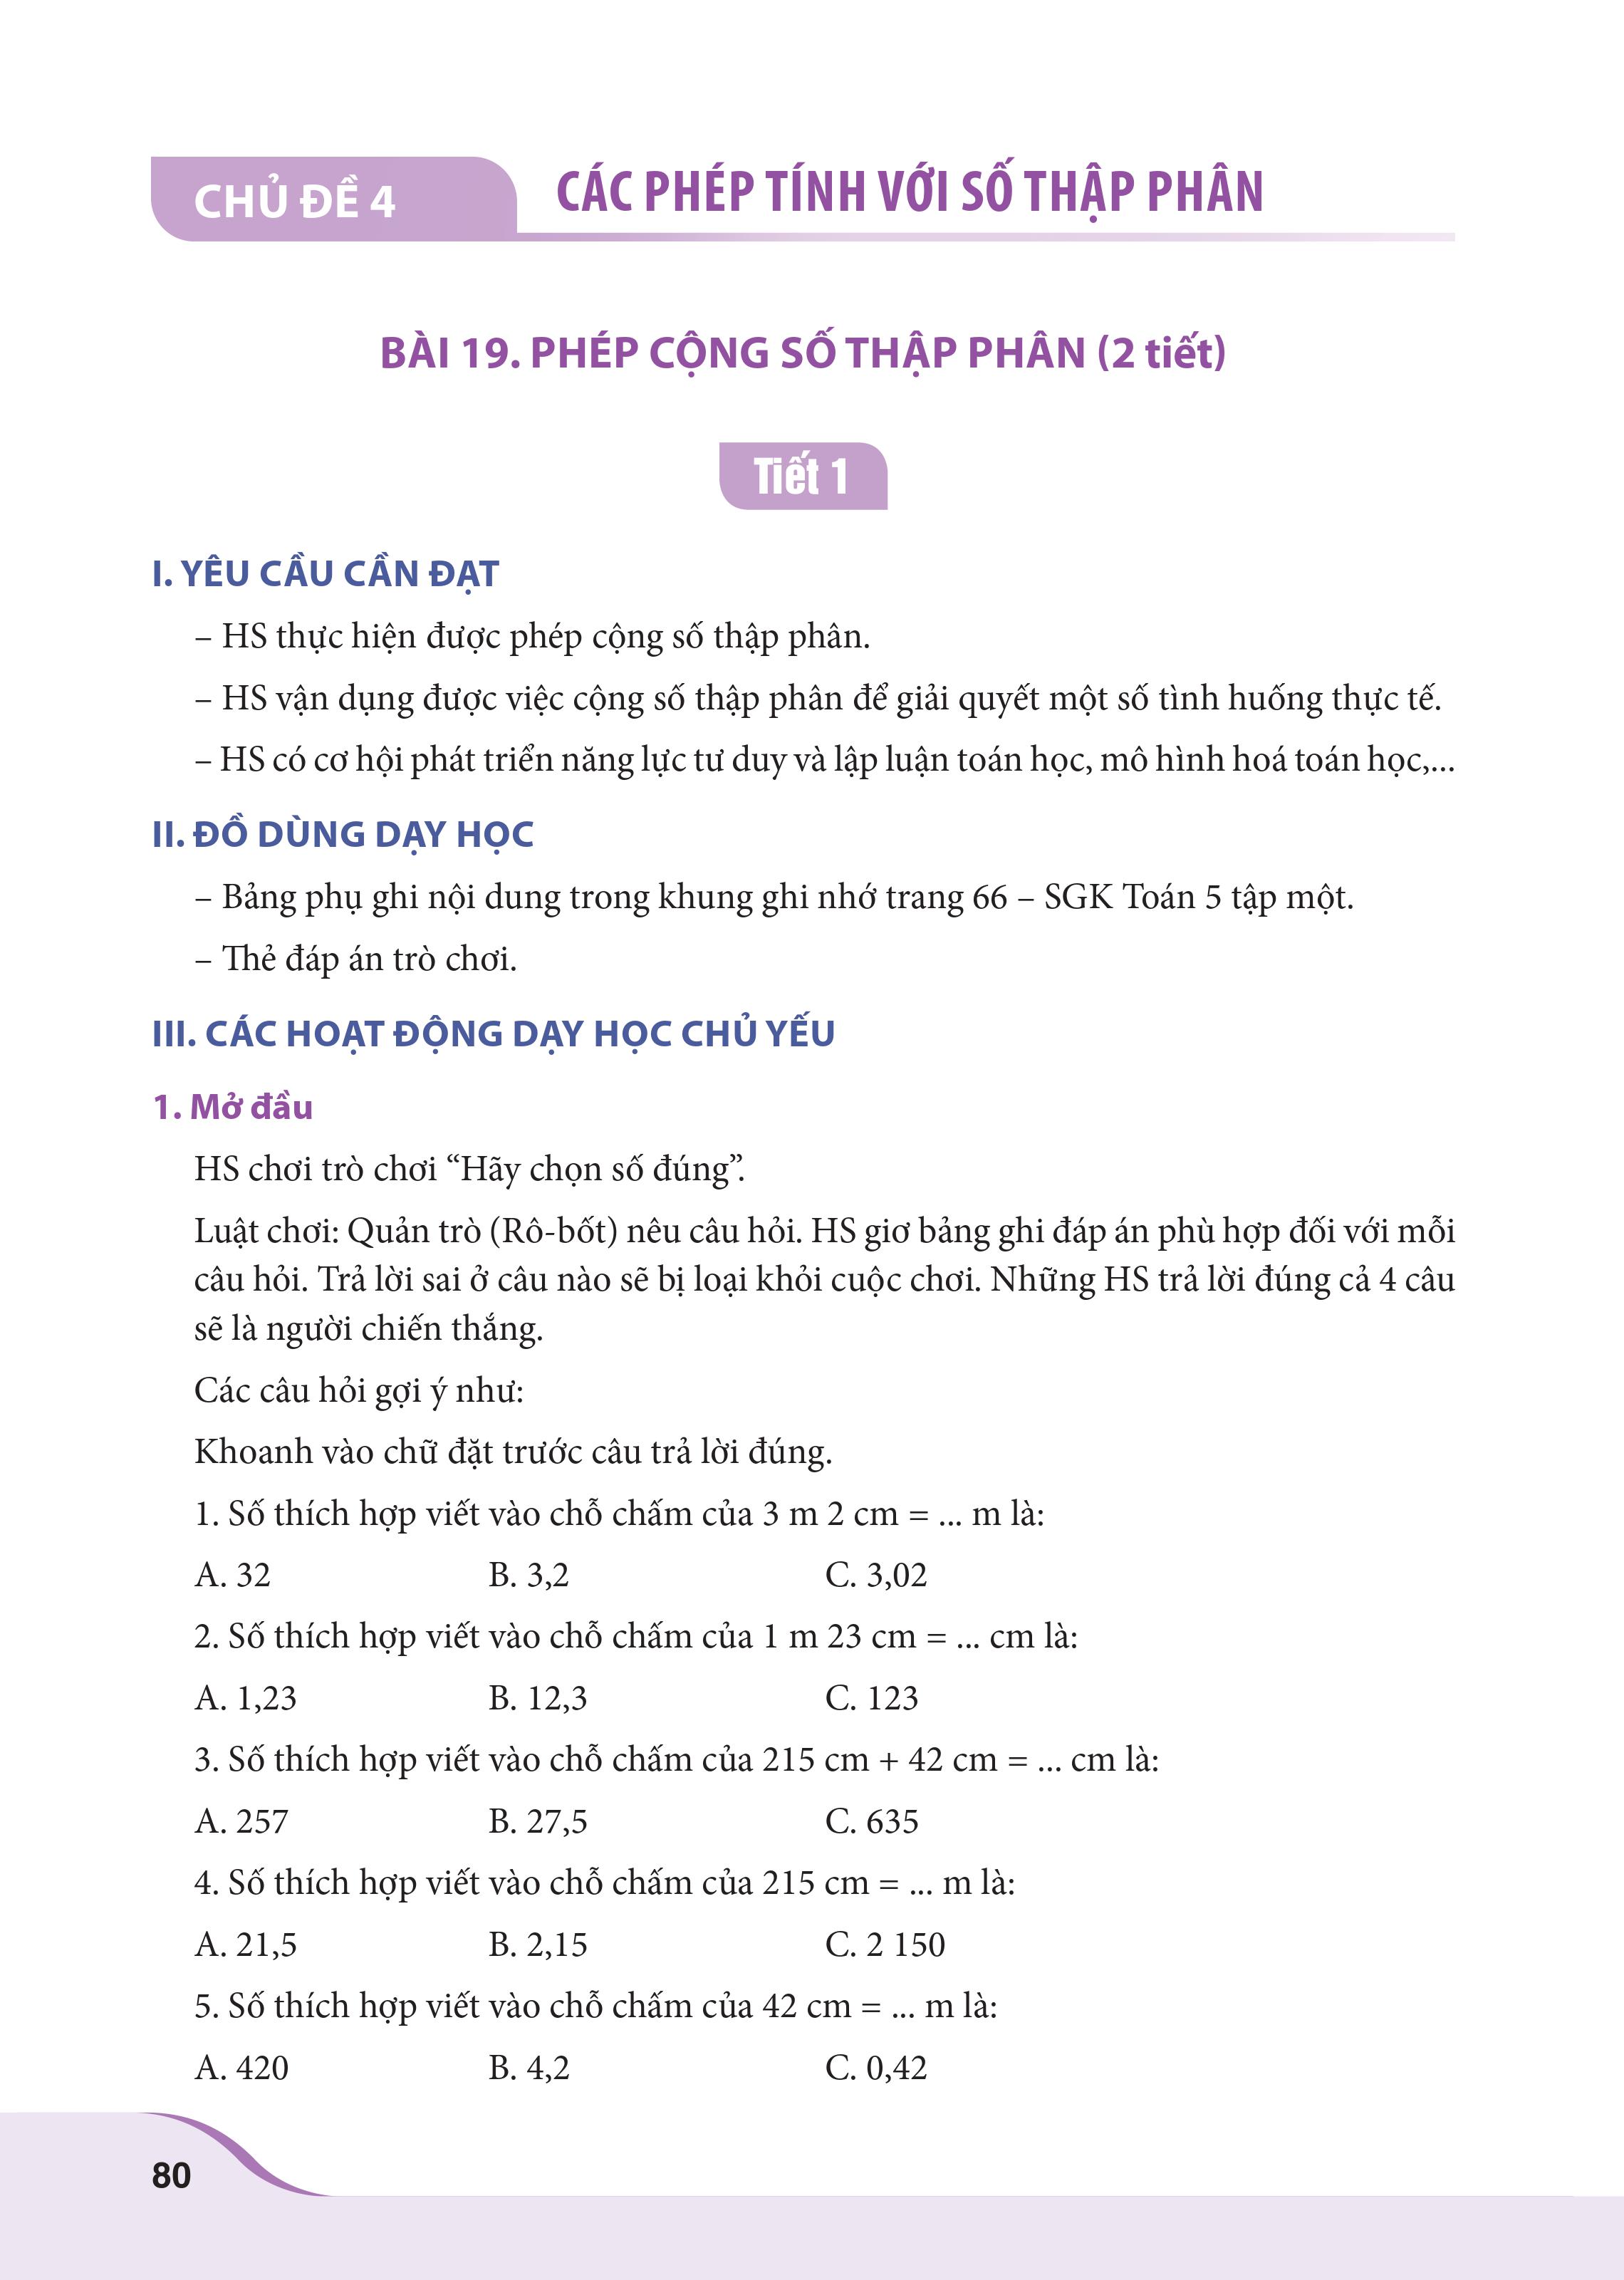 CHỦ ĐỀ 4
CÁC PHÉP TÍNH VỚI SỐ THẬP PHÂN
BÀI 19. PHÉP CỘNG SỐ THẬP PHÂN (2 tiết)
Tiết 1
I. YÊU CẦU CẦN ĐẠT
– HS thực hiện được phép cộng số thập phân.
– HS vận dụng được việc cộng số thập phân để giải quyết một số tình huống thực tế.
– HS có cơ hội phát triển năng lực tư duy và lập luận toán học, mô hình hoá toán học,...
II. ĐỒ DÙNG DẠY HỌC
– Bảng phụ ghi nội dung trong khung ghi nhớ trang 66 – SGK Toán 5 tập một.
– Thẻ đáp án trò chơi.
III. CÁC HOẠT ĐỘNG DẠY HỌC CHỦ YẾU
1. Mở đầu
HS chơi trò chơi “Hãy chọn số đúng”.
Luật chơi: Quản trò (Rô-bốt) nêu câu hỏi. HS giơ bảng ghi đáp án phù hợp đối với mỗi
câu hỏi. Trả lời sai ở câu nào sẽ bị loại khỏi cuộc chơi. Những HS trả lời đúng cả 4 câu
sẽ là người chiến thắng.
Các câu hỏi gợi ý như:
Khoanh vào chữ đặt trước câu trả lời đúng.
1. Số thích hợp viết vào chỗ chấm của 3 m 2 cm = ... m là:
A. 32 B. 3,2 C. 3,02
2. Số thích hợp viết vào chỗ chấm của 1 m 23 cm = ... cm là:
A. 1,23 B. 12,3 C. 123
3. Số thích hợp viết vào chỗ chấm của 215 cm + 42 cm = ... cm là:
A. 257 B. 27,5 C. 635
4. Số thích hợp viết vào chỗ chấm của 215 cm = ... m là:
A. 21,5 B. 2,15 C. 2 150
5. Số thích hợp viết vào chỗ chấm của 42 cm = ... m là:
A. 420 B. 4,2 C. 0,42
80